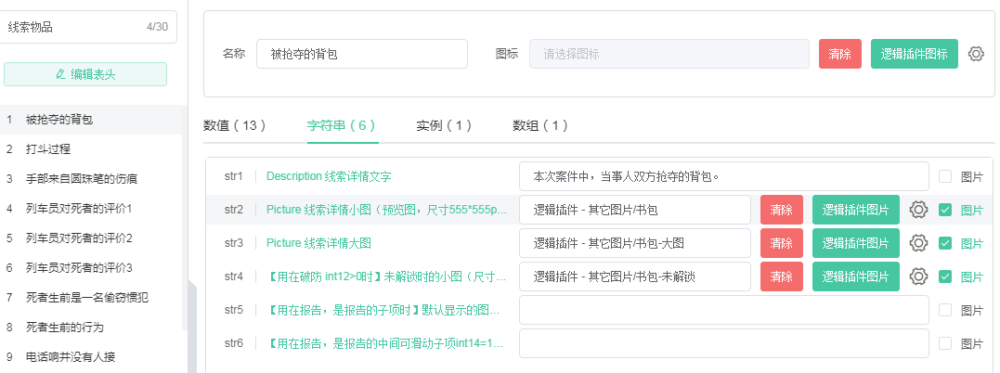 线索物品 4/30
编辑表头
1 被抢夺的背包
2 打斗过程
3 手部来自圆珠笔的伤痕
4 列车员对死者的评价1
5 列车员对死者的评价2
6 列车员对死者的评价3
7 死者生前是一名偷窃惯犯
8 死者生前的行为
9 电话响并没有人接
名称 被抢夺的背包 图标 请选择图标 清除 逻辑插件图标
数值（13） 字符串（6） 实例（1） 数组（1）
str1 Description 线索详情文字 本次案件中，当事人双方抢夺的背包。 图片
str2 Picture 线索详情小图（预览图，尺寸555*555p... 逻辑插件 - 其它图片/书包 清除 逻辑插件图片 图片
str3 Picture 线索详情大图 逻辑插件 - 其它图片/书包-大图 清除 逻辑插件图片 图片
str4 【用在破防 int12>0时】未解锁时的小图（尺寸... 逻辑插件 - 其它图片/书包-未解锁 清除 逻辑插件图片 图片
str5 【用在报告，是报告的子项时】默认显示的图... 图片
str6 【用在报告，是报告的中间可滑动子项int14=1... 图片